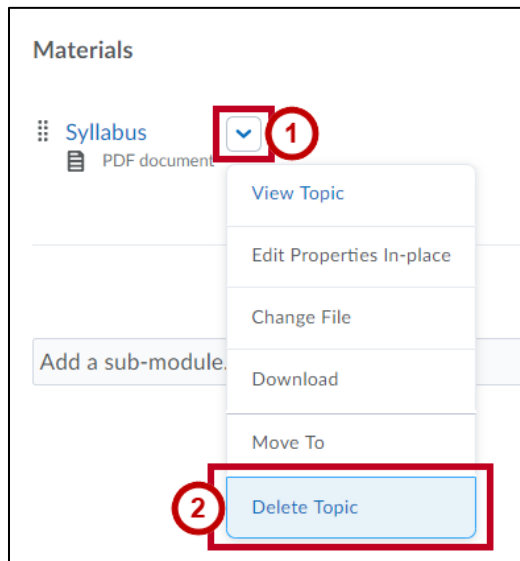 Materials
Syllabus
1
PDF document
View Topic
Edit Properties In-place
Change File
Add a sub-module.
Download
Move To
2
Delete Topic